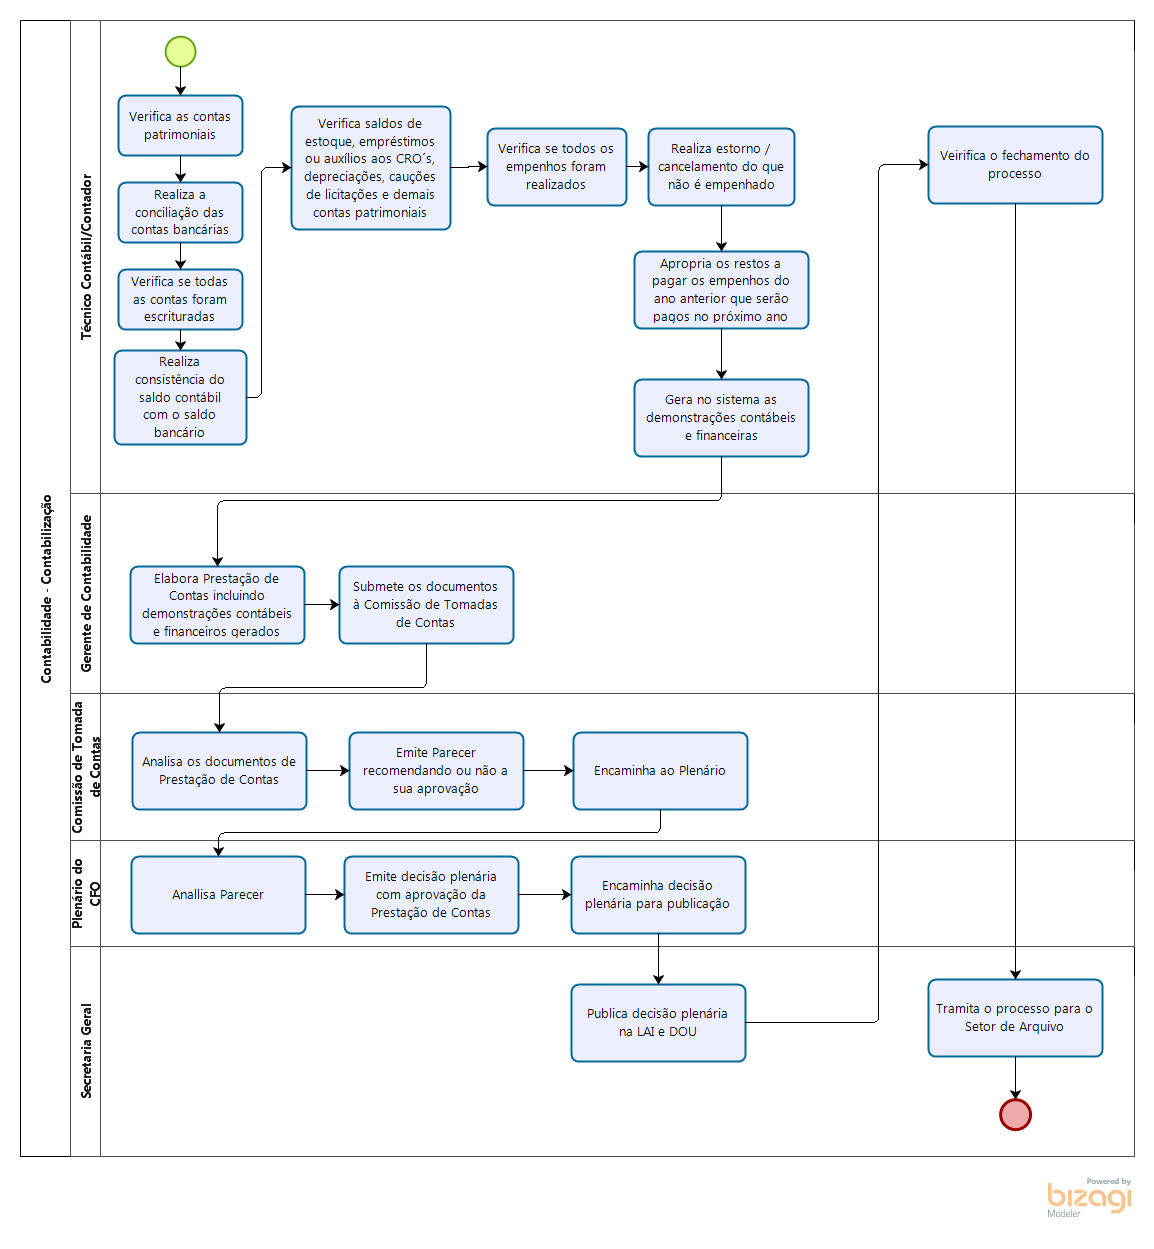 Contabilidade - Contabilização
Técnico Contábil/Contador
Verifica as contas
patrimoniais
Realiza a
conciliação das
contas bancárias
Verifica se todas
as contas foram
escrituradas
Realiza
consistência do
saldo contábil
com o saldo
bancário
Verifica saldos de
estoque, empréstimos
ou auxílios aos CRO´s,
depreciações, cauções
de licitações e demais
contas patrimoniais
Verifica se todos os
empenhos foram
realizados
Realiza estorno /
cancelamento do que
não é empenhado
Apropria os restos a
pagar os empenhos do
ano anterior que serão
pagos no próximo ano
Gera no sistema as
demonstrações contábeis
e financeiras
Veirifica o fechamento do
processo
Gerente de Contabilidade
Elabora Prestação de
Contas incluindo
demonstrações contábeis
e financeiros gerados
Submete os documentos
à Comissão de Tomadas
de Contas
Comissão de Tomada
de Contas
Analisa os documentos de
Prestação de Contas
Emite Parecer
recomendando ou não a
sua aprovação
Encaminha ao Plenário
Plenário do
CFO
Anallisa Parecer
Emite decisão plenária
com aprovação da
Prestação de Contas
Encaminha decisão
plenária para publicação
Secretaria Geral
Publica decisão plenária
na LAI e DOU
Tramita o processo para o
Setor de Arquivo
Powered by
bizagi
Modeler